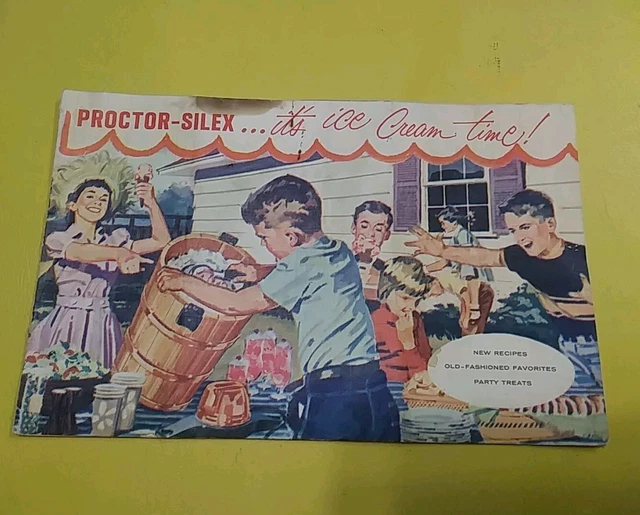 PROCTOR-SILEX ... it's ice Cream time!
NEW RECIPES
OLD-FASHIONED FAVORITES
PARTY TREATS